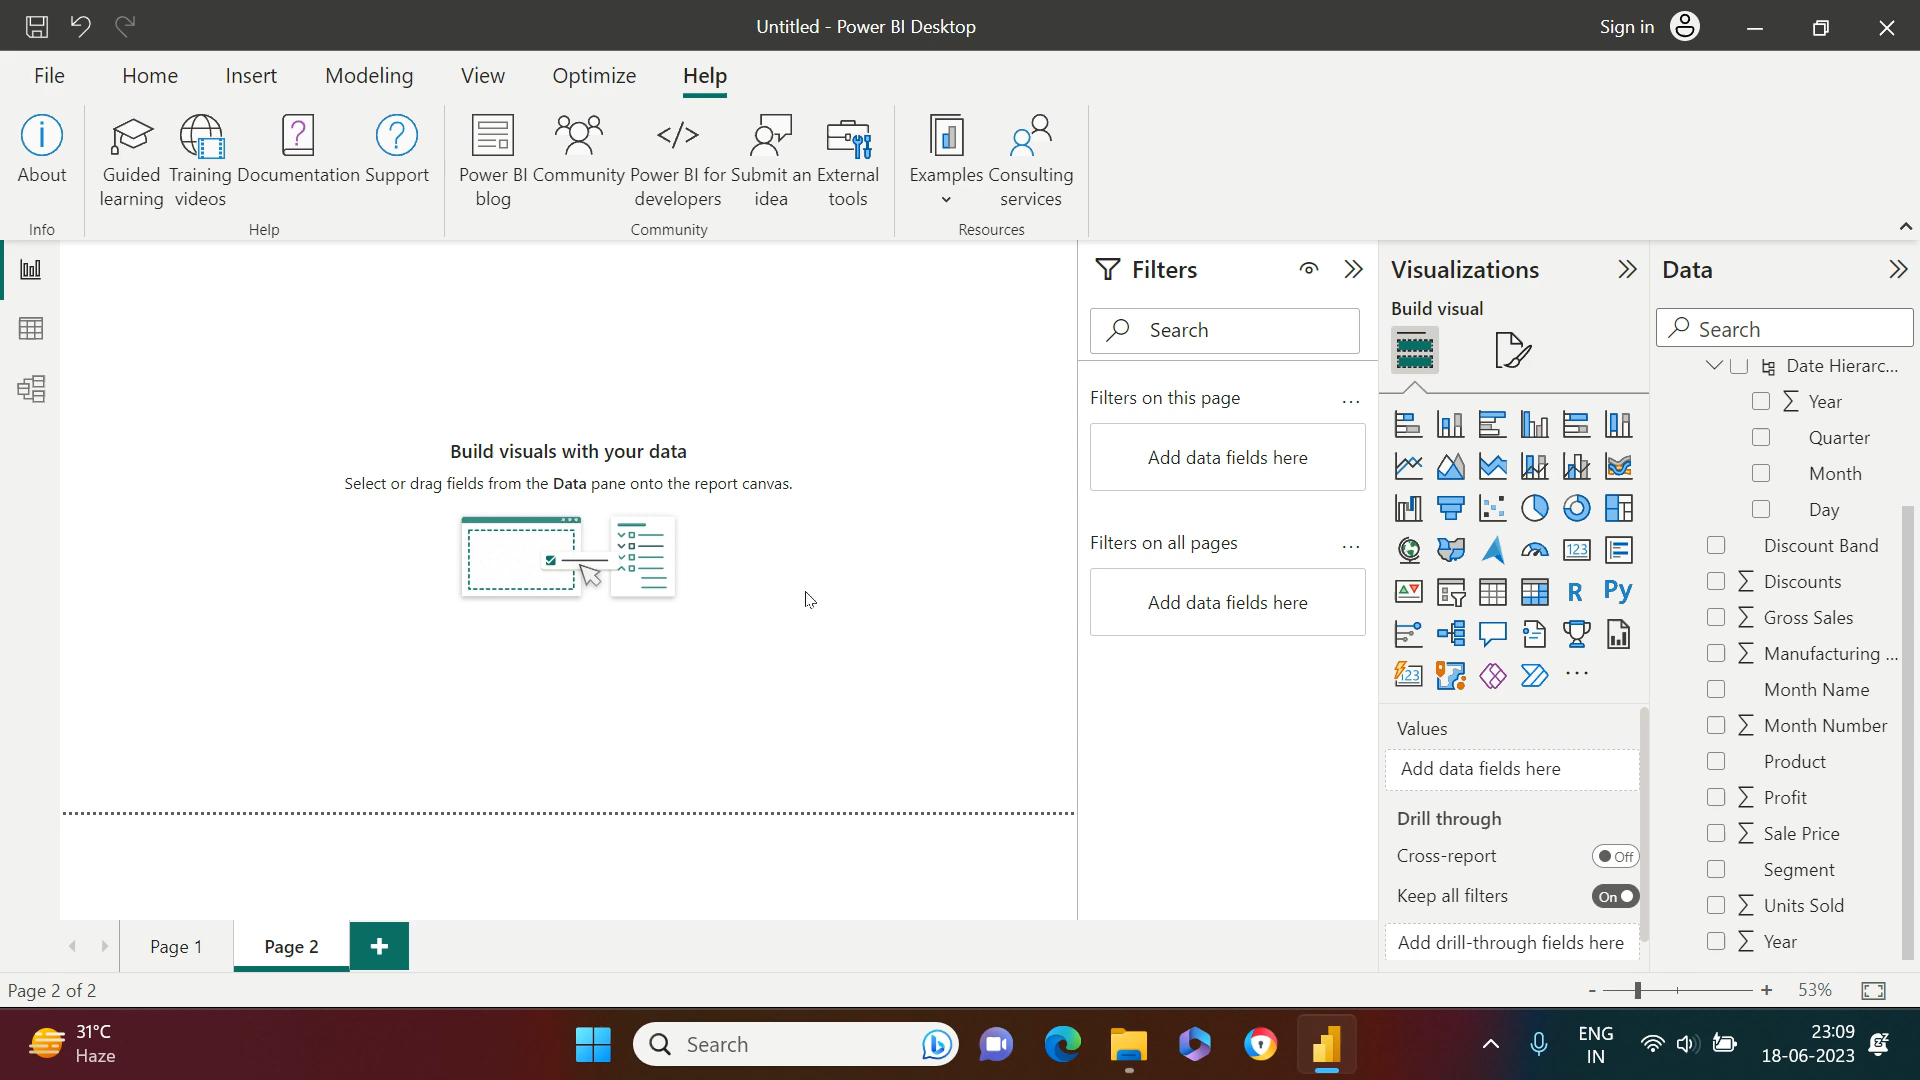 Untitled - Power BI Desktop
Sign in
File Home Insert Modeling View Optimize Help
About
Guided learning
Training videos
Documentation
Support
Power BI blog
Community
Power BI for developers
Submit an idea
External tools
Examples
Consulting services
Info
Help
Community
Resources
Build visuals with your data
Select or drag fields from the Data pane onto the report canvas.
Filters
Search
Filters on this page ...
Add data fields here
Filters on all pages ...
Add data fields here
Visualizations
Build visual
123
R
Py
123
...
Values
Add data fields here
Drill through
Cross-report Off
Keep all filters On
Add drill-through fields here
Data
Search
Date Hierarc...
Σ Year
Quarter
Month
Day
Discount Band
Σ Discounts
Σ Gross Sales
Σ Manufacturing ...
Month Name
Σ Month Number
Product
Σ Profit
Σ Sale Price
Segment
Σ Units Sold
Σ Year
Page 1
Page 2
+
Page 2 of 2
- + 53%
31°C
Haze
Search
ENG
IN
23:09
18-06-2023